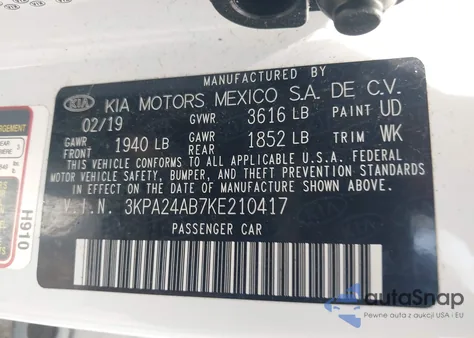 MANUFACTURED BY
KIA KIA MOTORS MEXICO S.A. DE C.V.
02/19 GVWR 3616 LB PAINT UD
GAWR FRONT 1940 LB GAWR REAR 1852 LB TRIM WK
THIS VEHICLE CONFORMS TO ALL APPLICABLE U.S.A. FEDERAL
MOTOR VEHICLE SAFETY, BUMPER, AND THEFT PREVENTION STANDARDS
IN EFFECT ON THE DATE OF MANUFACTURE SHOWN ABOVE.
V.I.N. 3KPA24AB7KE210417
PASSENGER CAR
H910
autoSnap
Pewne auta z aukcji USA i EU